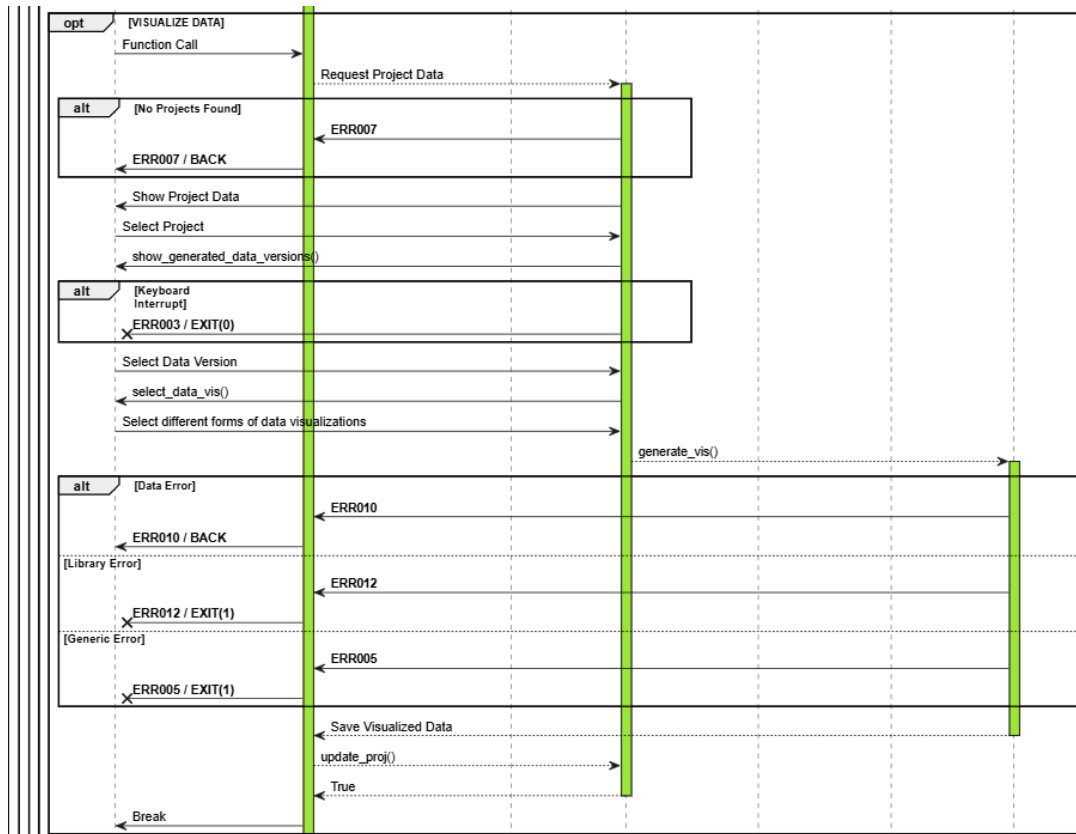 opt [VISUALIZE DATA]
Function Call
Request Project Data
alt [No Projects Found]
ERR007
ERR007 / BACK
Show Project Data
Select Project
show_generated_data_versions()
alt [Keyboard
Interrupt]
ERR003 / EXIT(0)
Select Data Version
select_data_vis()
Select different forms of data visualizations
generate_vis()
alt [Data Error]
ERR010
ERR010 / BACK
[Library Error]
ERR012
ERR012 / EXIT(1)
[Generic Error]
ERR005
ERR005 / EXIT(1)
Save Visualized Data
update_proj()
True
Break